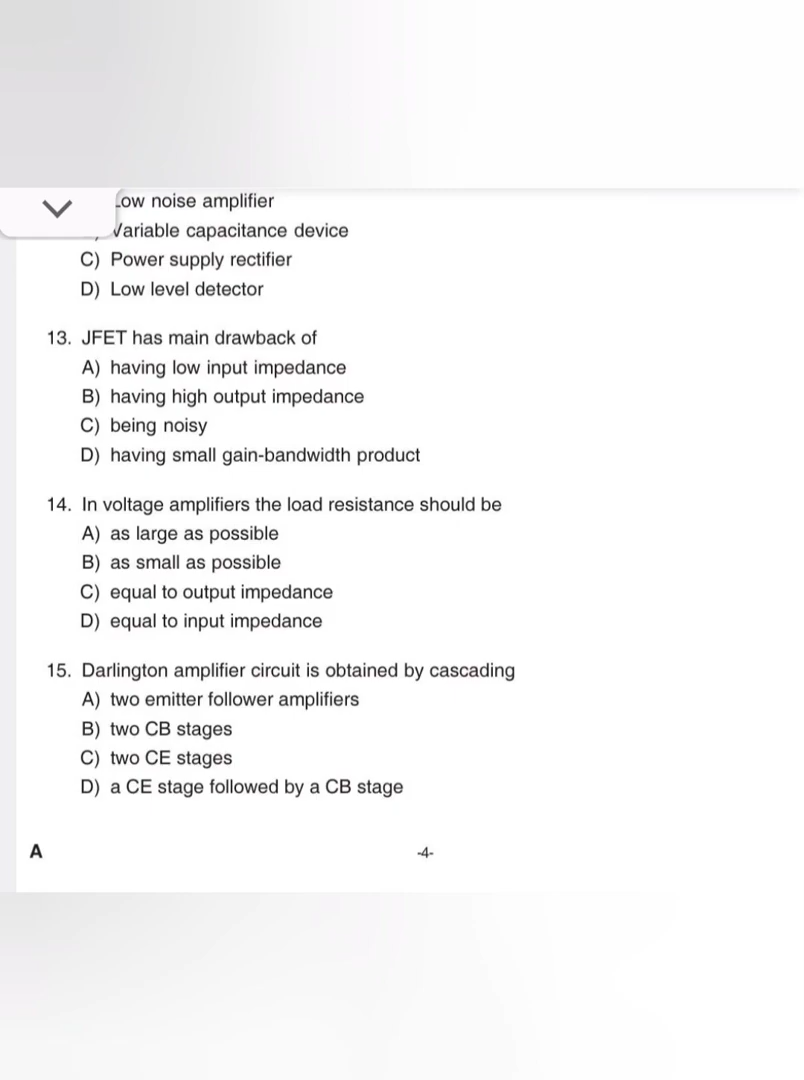 Low noise amplifier
Variable capacitance device
C) Power supply rectifier
D) Low level detector
13. JFET has main drawback of
A) having low input impedance
B) having high output impedance
C) being noisy
D) having small gain-bandwidth product
14. In voltage amplifiers the load resistance should be
A) as large as possible
B) as small as possible
C) equal to output impedance
D) equal to input impedance
15. Darlington amplifier circuit is obtained by cascading
A) two emitter follower amplifiers
B) two CB stages
C) two CE stages
D) a CE stage followed by a CB stage
A
-4-